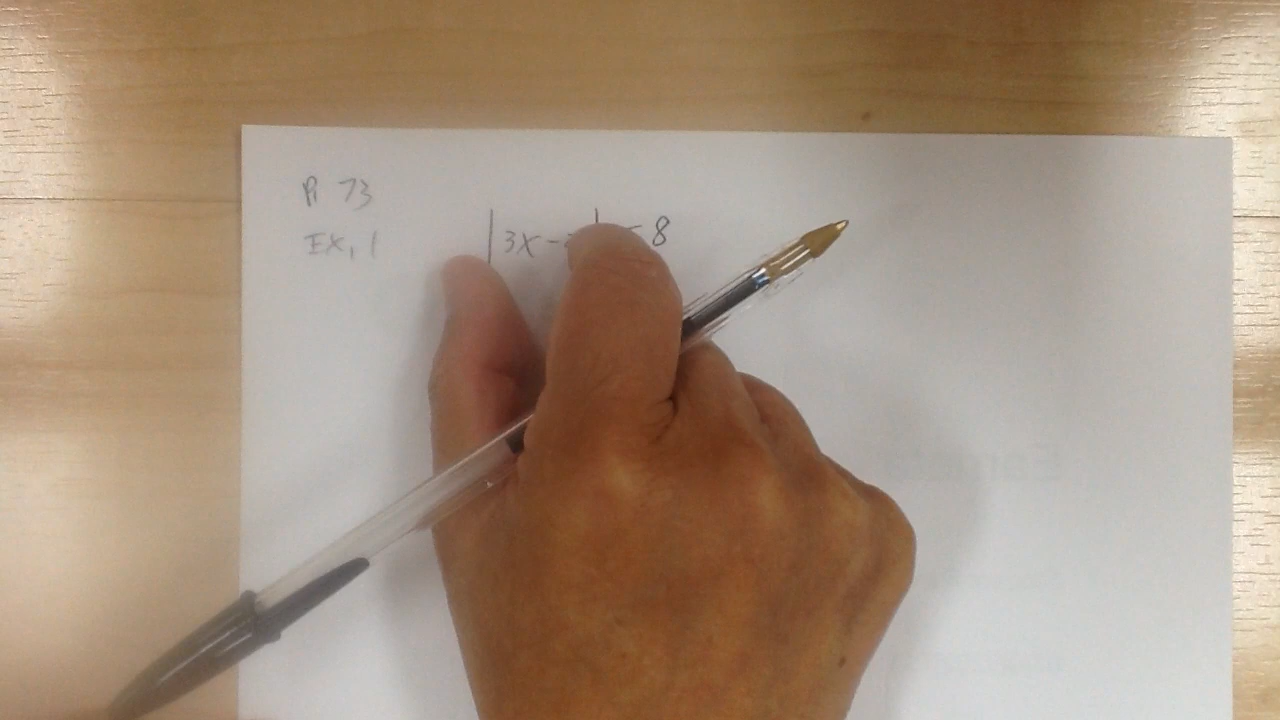 P. 73
Ex. 1
|3x - | = 8